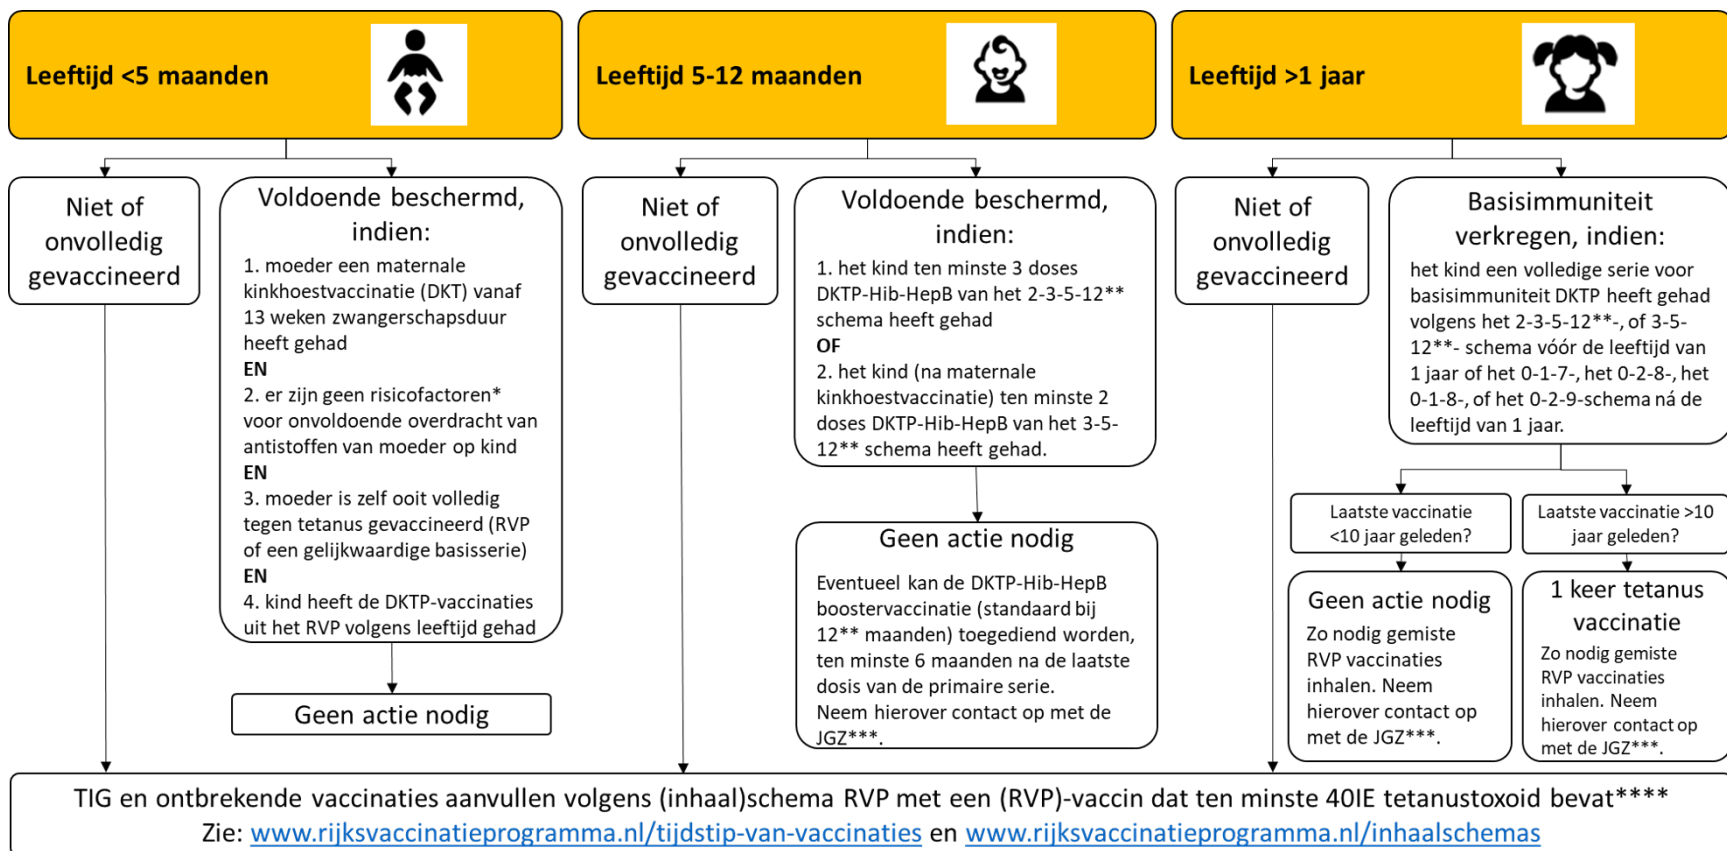 Leeftijd <5 maanden
Niet of
onvolledig
gevaccineerd
Voldoende beschermd,
indien:
1. moeder een maternale
kinkhoestvaccinatie (DKT) vanaf
13 weken zwangerschapsduur
heeft gehad
EN
2. er zijn geen risicofactoren*
voor onvoldoende overdracht van
antistoffen van moeder op kind
EN
3. moeder is zelf ooit volledig
tegen tetanus gevaccineerd (RVP
of een gelijkwaardige basisserie)
EN
4. kind heeft de DKTP-vaccinaties
uit het RVP volgens leeftijd gehad
Geen actie nodig
Leeftijd 5-12 maanden
Niet of
onvolledig
gevaccineerd
Voldoende beschermd,
indien:
1. het kind ten minste 3 doses
DKTP-Hib-HepB van het 2-3-5-12**
schema heeft gehad
OF
2. het kind (na maternale
kinkhoestvaccinatie) ten minste 2
doses DKTP-Hib-HepB van het 3-5-
12** schema heeft gehad.
Geen actie nodig
Eventueel kan de DKTP-Hib-HepB
boostervaccinatie (standaard bij
12** maanden) toegediend worden,
ten minste 6 maanden na de laatste
dosis van de primaire serie.
Neem hierover contact op met de
JGZ***.
Leeftijd >1 jaar
Niet of
onvolledig
gevaccineerd
Basisimmuniteit
verkregen, indien:
het kind een volledige serie voor
basisimmuniteit DKTP heeft gehad
volgens het 2-3-5-12**-, of 3-5-
12**- schema vóór de leeftijd van
1 jaar of het 0-1-7-, het 0-2-8-, het
0-1-8-, of het 0-2-9-schema ná de
leeftijd van 1 jaar.
Laatste vaccinatie
<10 jaar geleden?
Geen actie nodig
Zo nodig gemiste
RVP vaccinaties
inhalen. Neem
hierover contact op
met de JGZ***.
Laatste vaccinatie >10
jaar geleden?
1 keer tetanus
vaccinatie
Zo nodig gemiste
RVP vaccinaties
inhalen. Neem
hierover contact op
met de JGZ***.
TIG en ontbrekende vaccinaties aanvullen volgens (inhaal)schema RVP met een (RVP)-vaccin dat ten minste 40IE tetanustoxoid bevat****
Zie: www.rijksvaccinatieprogramma.nl/tijdstip-van-vaccinaties en www.rijksvaccinatieprogramma.nl/inhaalschemas